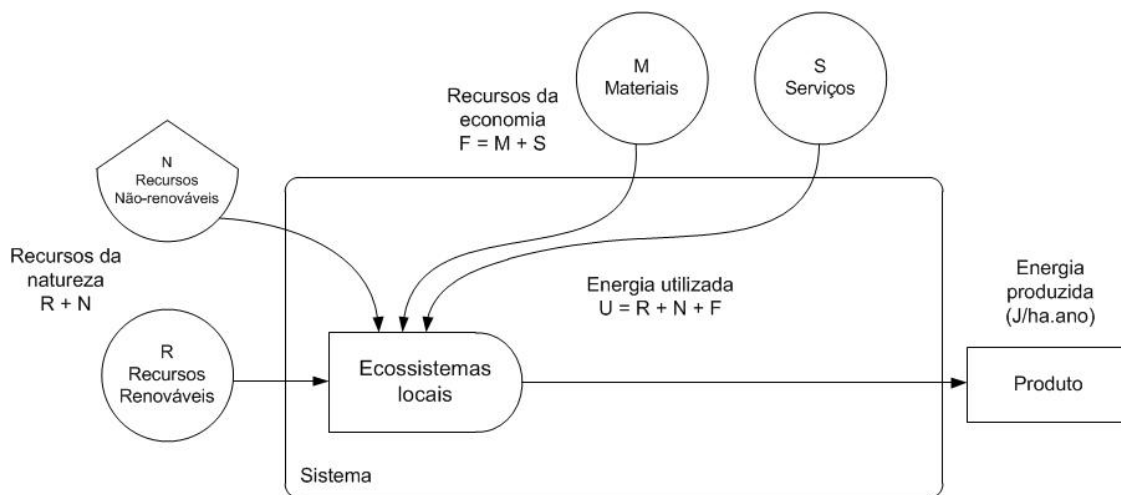 M
Materiais
S
Serviços
Recursos da
economia
F = M + S
N
Recursos
Não-renováveis
Recursos da
natureza
R + N
Energia utilizada
U = R + N + F
Energia
produzida
(J/ha.ano)
R
Recursos
Renováveis
Ecossistemas
locais
Produto
Sistema